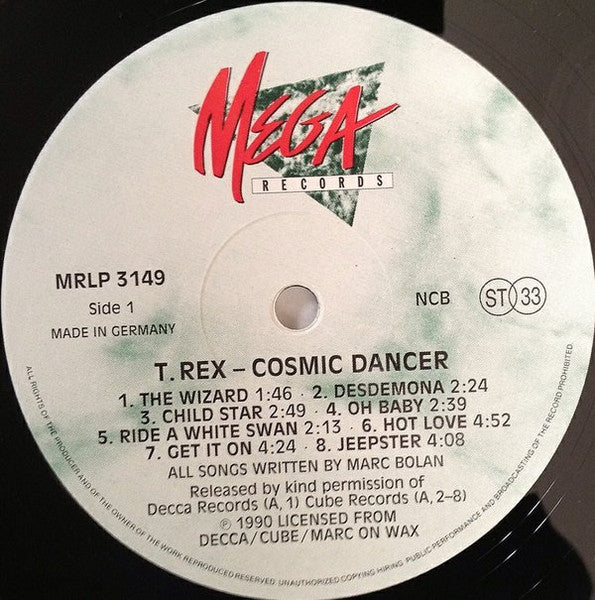 MEGA
RECORDS
MRLP 3149
Side 1
MADE IN GERMANY
NCB
ST 33
T. REX – COSMIC DANCER
1. THE WIZARD 1:46 · 2. DESDEMONA 2:24
3. CHILD STAR 2:49 · 4. OH BABY 2:39
5. RIDE A WHITE SWAN 2:13 · 6. HOT LOVE 4:52
7. GET IT ON 4:24 · 8. JEEPSTER 4:08
ALL SONGS WRITTEN BY MARC BOLAN
Released by kind permission of
Decca Records (A, 1) Cube Records (A, 2–8)
℗ 1990 LICENSED FROM
DECCA/CUBE/MARC ON WAX
ALL RIGHTS OF THE PRODUCER AND OF THE OWNER OF THE WORK REPRODUCED RESERVED. UNAUTHORIZED COPYING HIRING. PUBLIC PERFORMANCE AND BROADCASTING OF THE RECORD PROHIBITED.